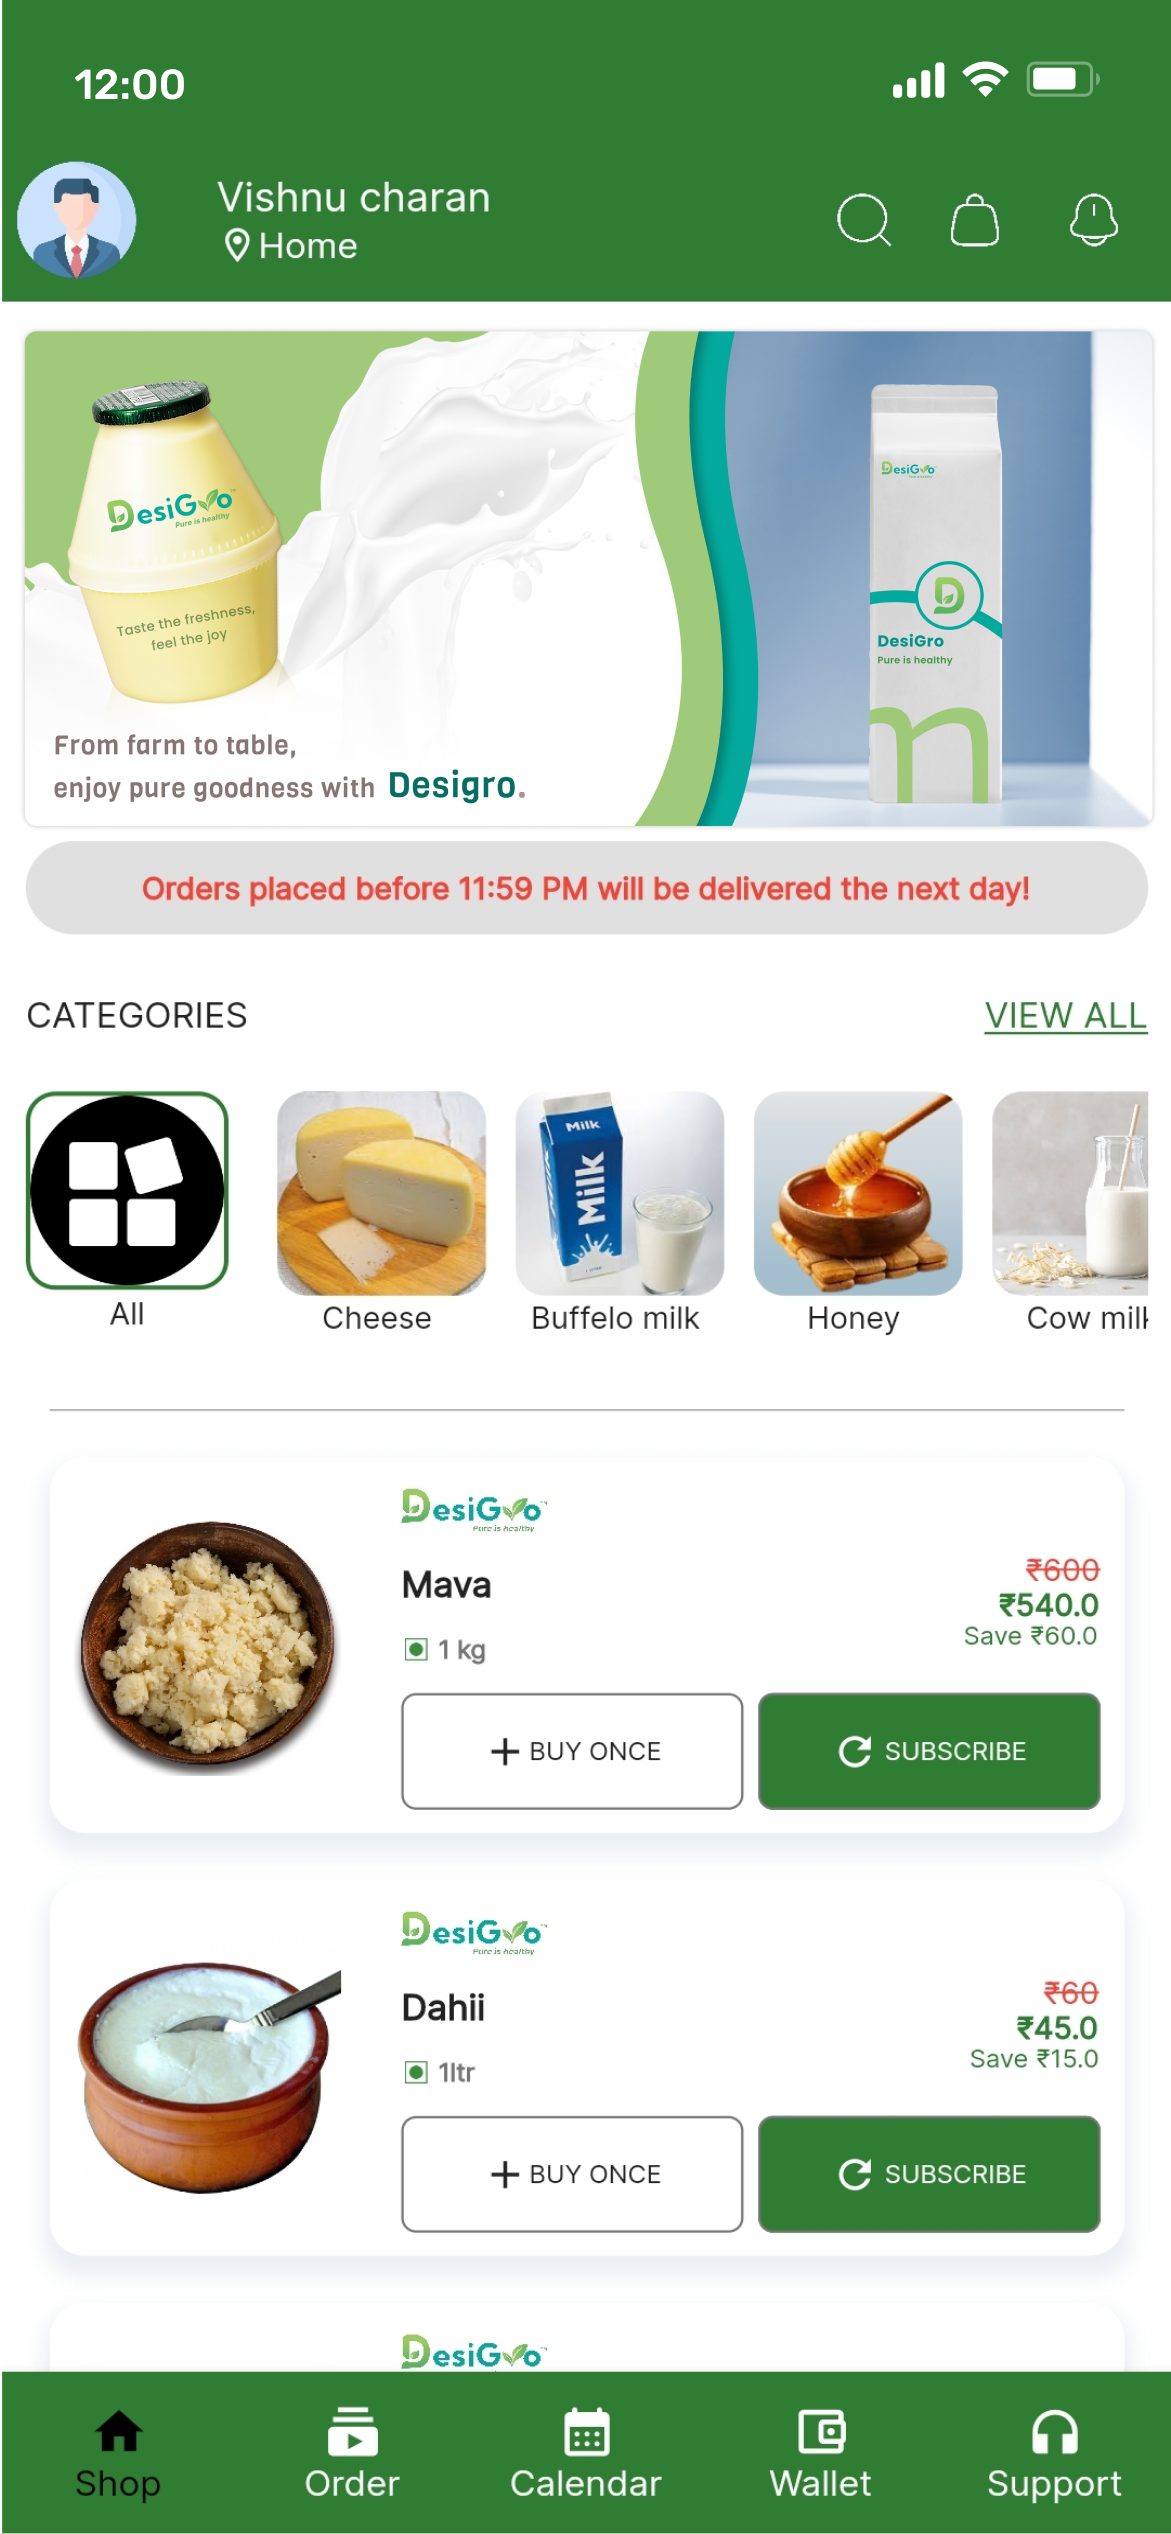 12:00
Vishnu charan
Home
DesiGro
Pure is healthy
Taste the freshness,
feel the joy
From farm to table,
enjoy pure goodness with Desigro.
DesiGro
DesiGro
Pure is healthy
Orders placed before 11:59 PM will be delivered the next day!
CATEGORIES
VIEW ALL
Milk
Milk
All
Cheese
Buffelo milk
Honey
Cow milk
DesiGro
Pure is healthy
Mava
₹600
₹540.0
Save ₹60.0
1 kg
BUY ONCE
SUBSCRIBE
DesiGro
Pure is healthy
Dahii
₹60
₹45.0
Save ₹15.0
1ltr
BUY ONCE
SUBSCRIBE
DesiGro
Shop
Order
Calendar
Wallet
Support